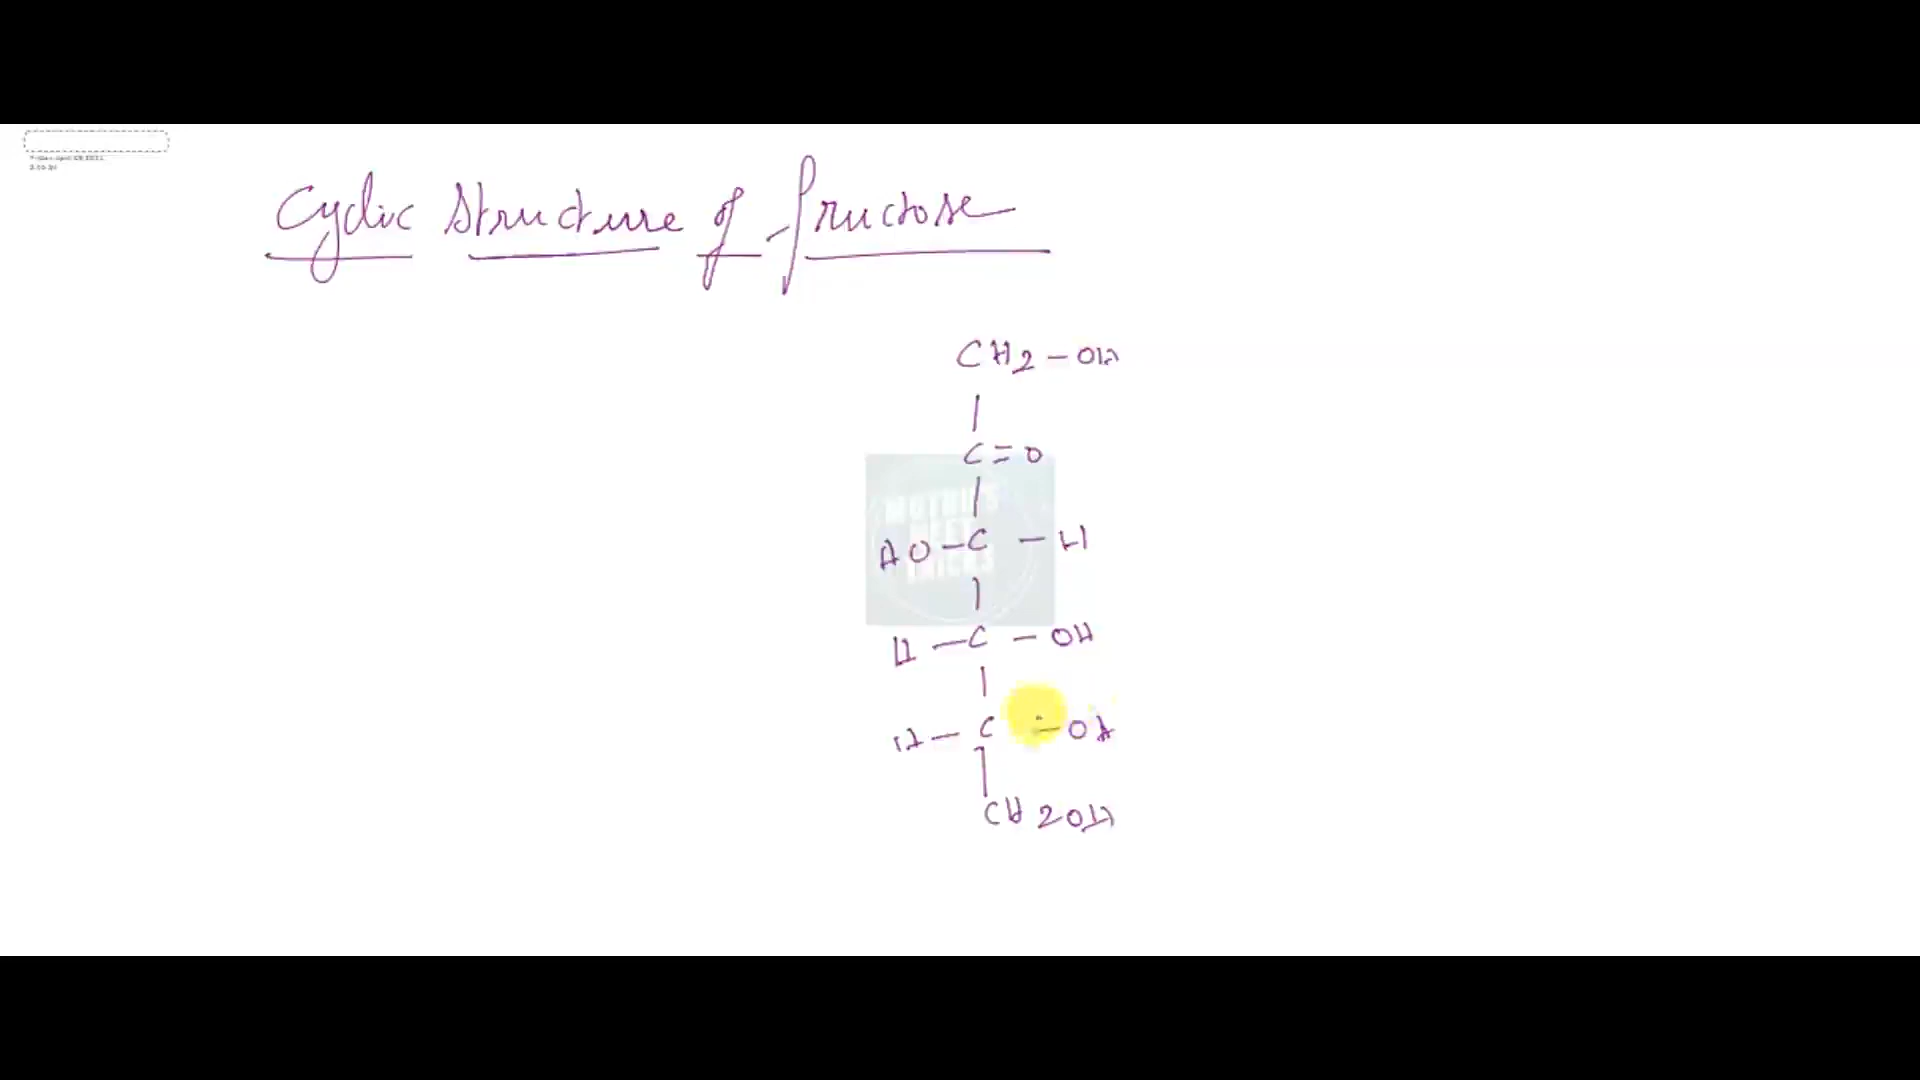 Cyclic structure of fructose
CH2-OH
C=O
HO-C-H
H-C-OH
H-C-OH
CH2OH